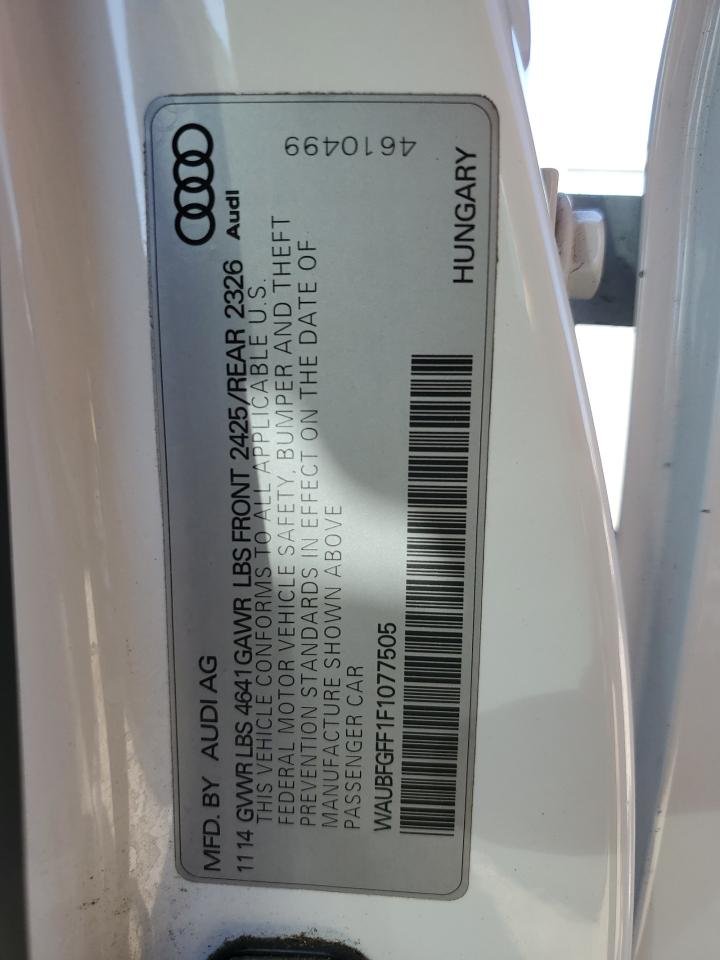 MFD. BY AUDI AG
1114 GVWR LBS 4641 GAWR LBS FRONT 2425/REAR 2326
Audi
THIS VEHICLE CONFORMS TO ALL APPLICABLE U.S.
FEDERAL MOTOR VEHICLE SAFETY, BUMPER AND THEFT
PREVENTION STANDARDS IN EFFECT ON THE DATE OF
MANUFACTURE SHOWN ABOVE
PASSENGER CAR
WAUBFGFF1F1077505
HUNGARY
4610499